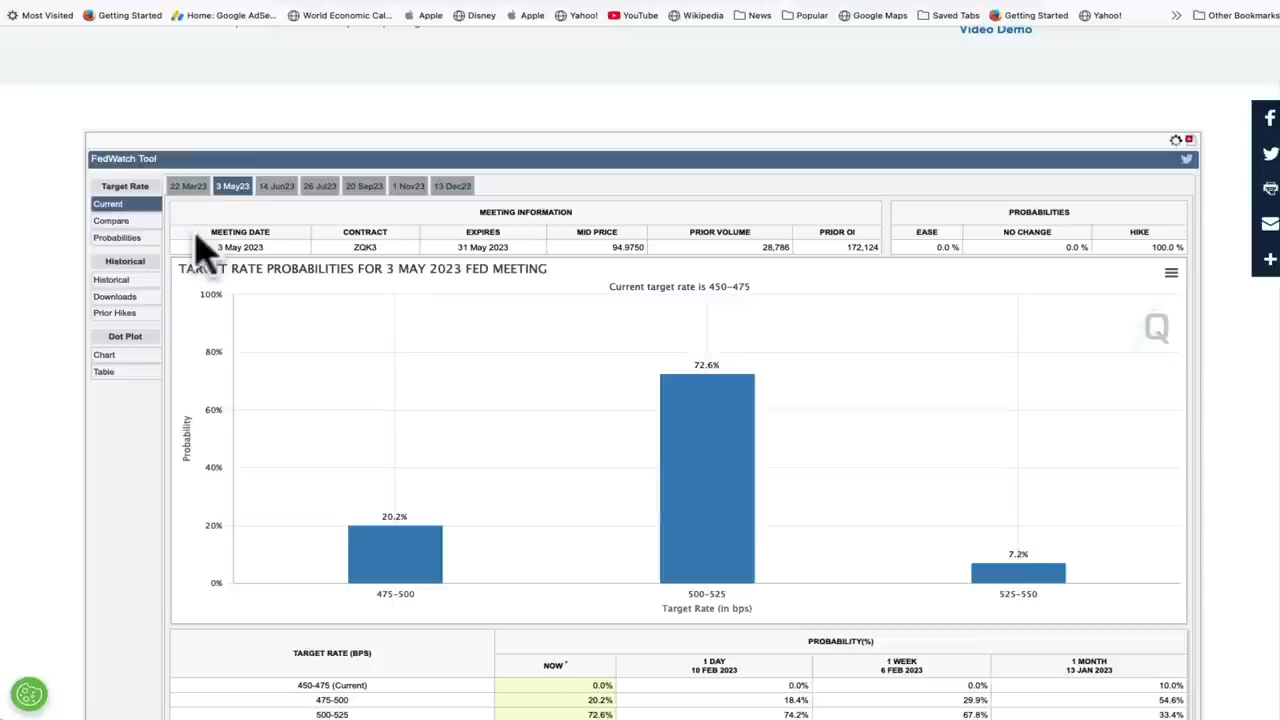 Most Visited Getting Started Home: Google AdSe... World Economic Cal... Apple Disney Apple Yahoo! YouTube Wikipedia News Popular Google Maps Saved Tabs Getting Started Yahoo! Other Bookmarks
Video Demo
FedWatch Tool
Target Rate 22 Mar23 3 May23 14 Jun23 26 Jul23 20 Sep23 1 Nov23 13 Dec23
Current
Compare
Probabilities
Historical
Historical
Downloads
Prior Hikes
Dot Plot
Chart
Table
MEETING INFORMATION
MEETING DATE CONTRACT EXPIRES MID PRICE PRIOR VOLUME PRIOR OI
3 May 2023 ZQK3 31 May 2023 94.9750 28,786 172,124
PROBABILITIES
EASE NO CHANGE HIKE
0.0 % 0.0 % 100.0 %
RATE PROBABILITIES FOR 3 MAY 2023 FED MEETING
Current target rate is 450-475
Q
Probability
100%
80%
60%
40%
20%
0%
20.2%
72.6%
7.2%
475-500 500-525 525-550
Target Rate (in bps)
TARGET RATE (BPS) PROBABILITY(%)
NOW * 1 DAY 1 WEEK 1 MONTH
10 FEB 2023 6 FEB 2023 13 JAN 2023
450-475 (Current) 0.0% 0.0% 0.0% 10.0%
475-500 20.2% 18.4% 29.9% 54.6%
500-525 72.6% 74.2% 67.8% 33.4%